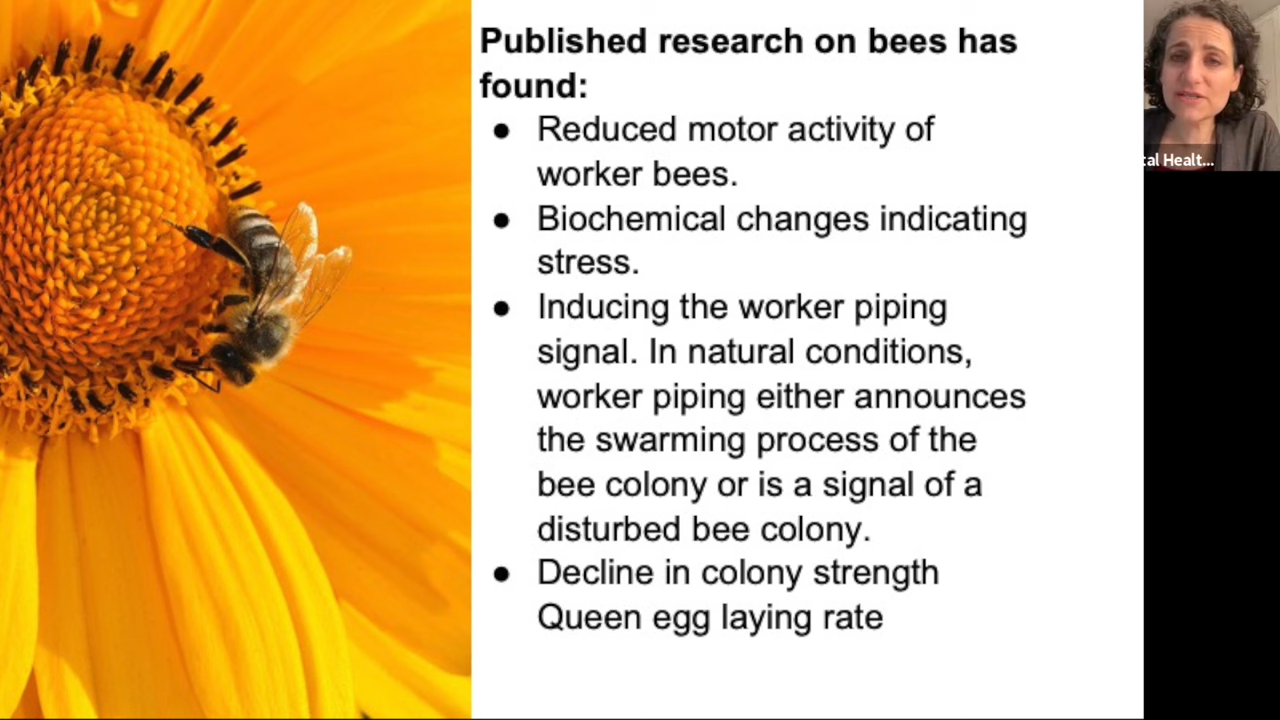 Published research on bees has
found:
● Reduced motor activity of
worker bees.
● Biochemical changes indicating
stress.
● Inducing the worker piping
signal. In natural conditions,
worker piping either announces
the swarming process of the
bee colony or is a signal of a
disturbed bee colony.
● Decline in colony strength
Queen egg laying rate
tal Healt...